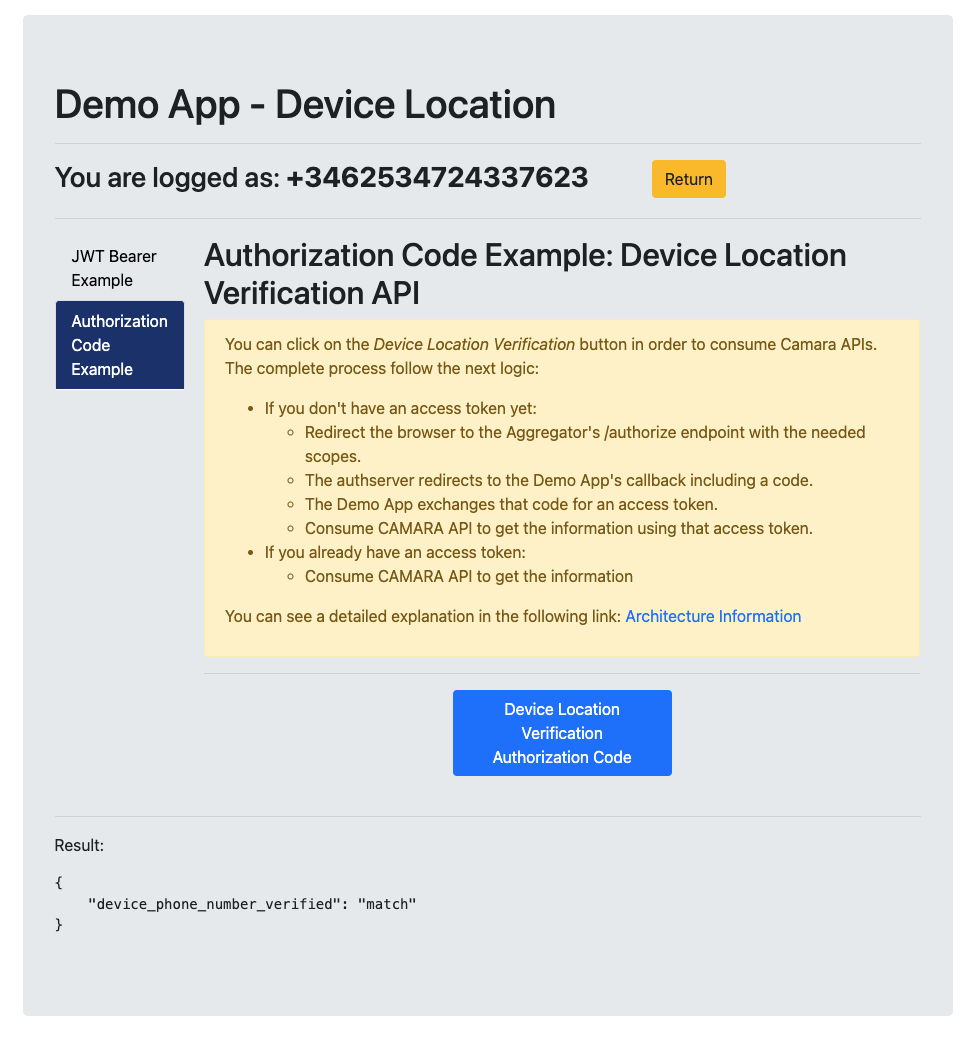 Demo App - Device Location
You are logged as: +3462534724337623
Return
JWT Bearer
Example
Authorization
Code
Example
Authorization Code Example: Device Location
Verification API
You can click on the Device Location Verification button in order to consume Camara APIs.
The complete process follow the next logic:
• If you don't have an access token yet:
◦ Redirect the browser to the Aggregator's /authorize endpoint with the needed
scopes.
◦ The authserver redirects to the Demo App's callback including a code.
◦ The Demo App exchanges that code for an access token.
◦ Consume CAMARA API to get the information using that access token.
• If you already have an access token:
◦ Consume CAMARA API to get the information
You can see a detailed explanation in the following link: Architecture Information
Device Location
Verification
Authorization Code
Result:
{
    "device_phone_number_verified": "match"
}